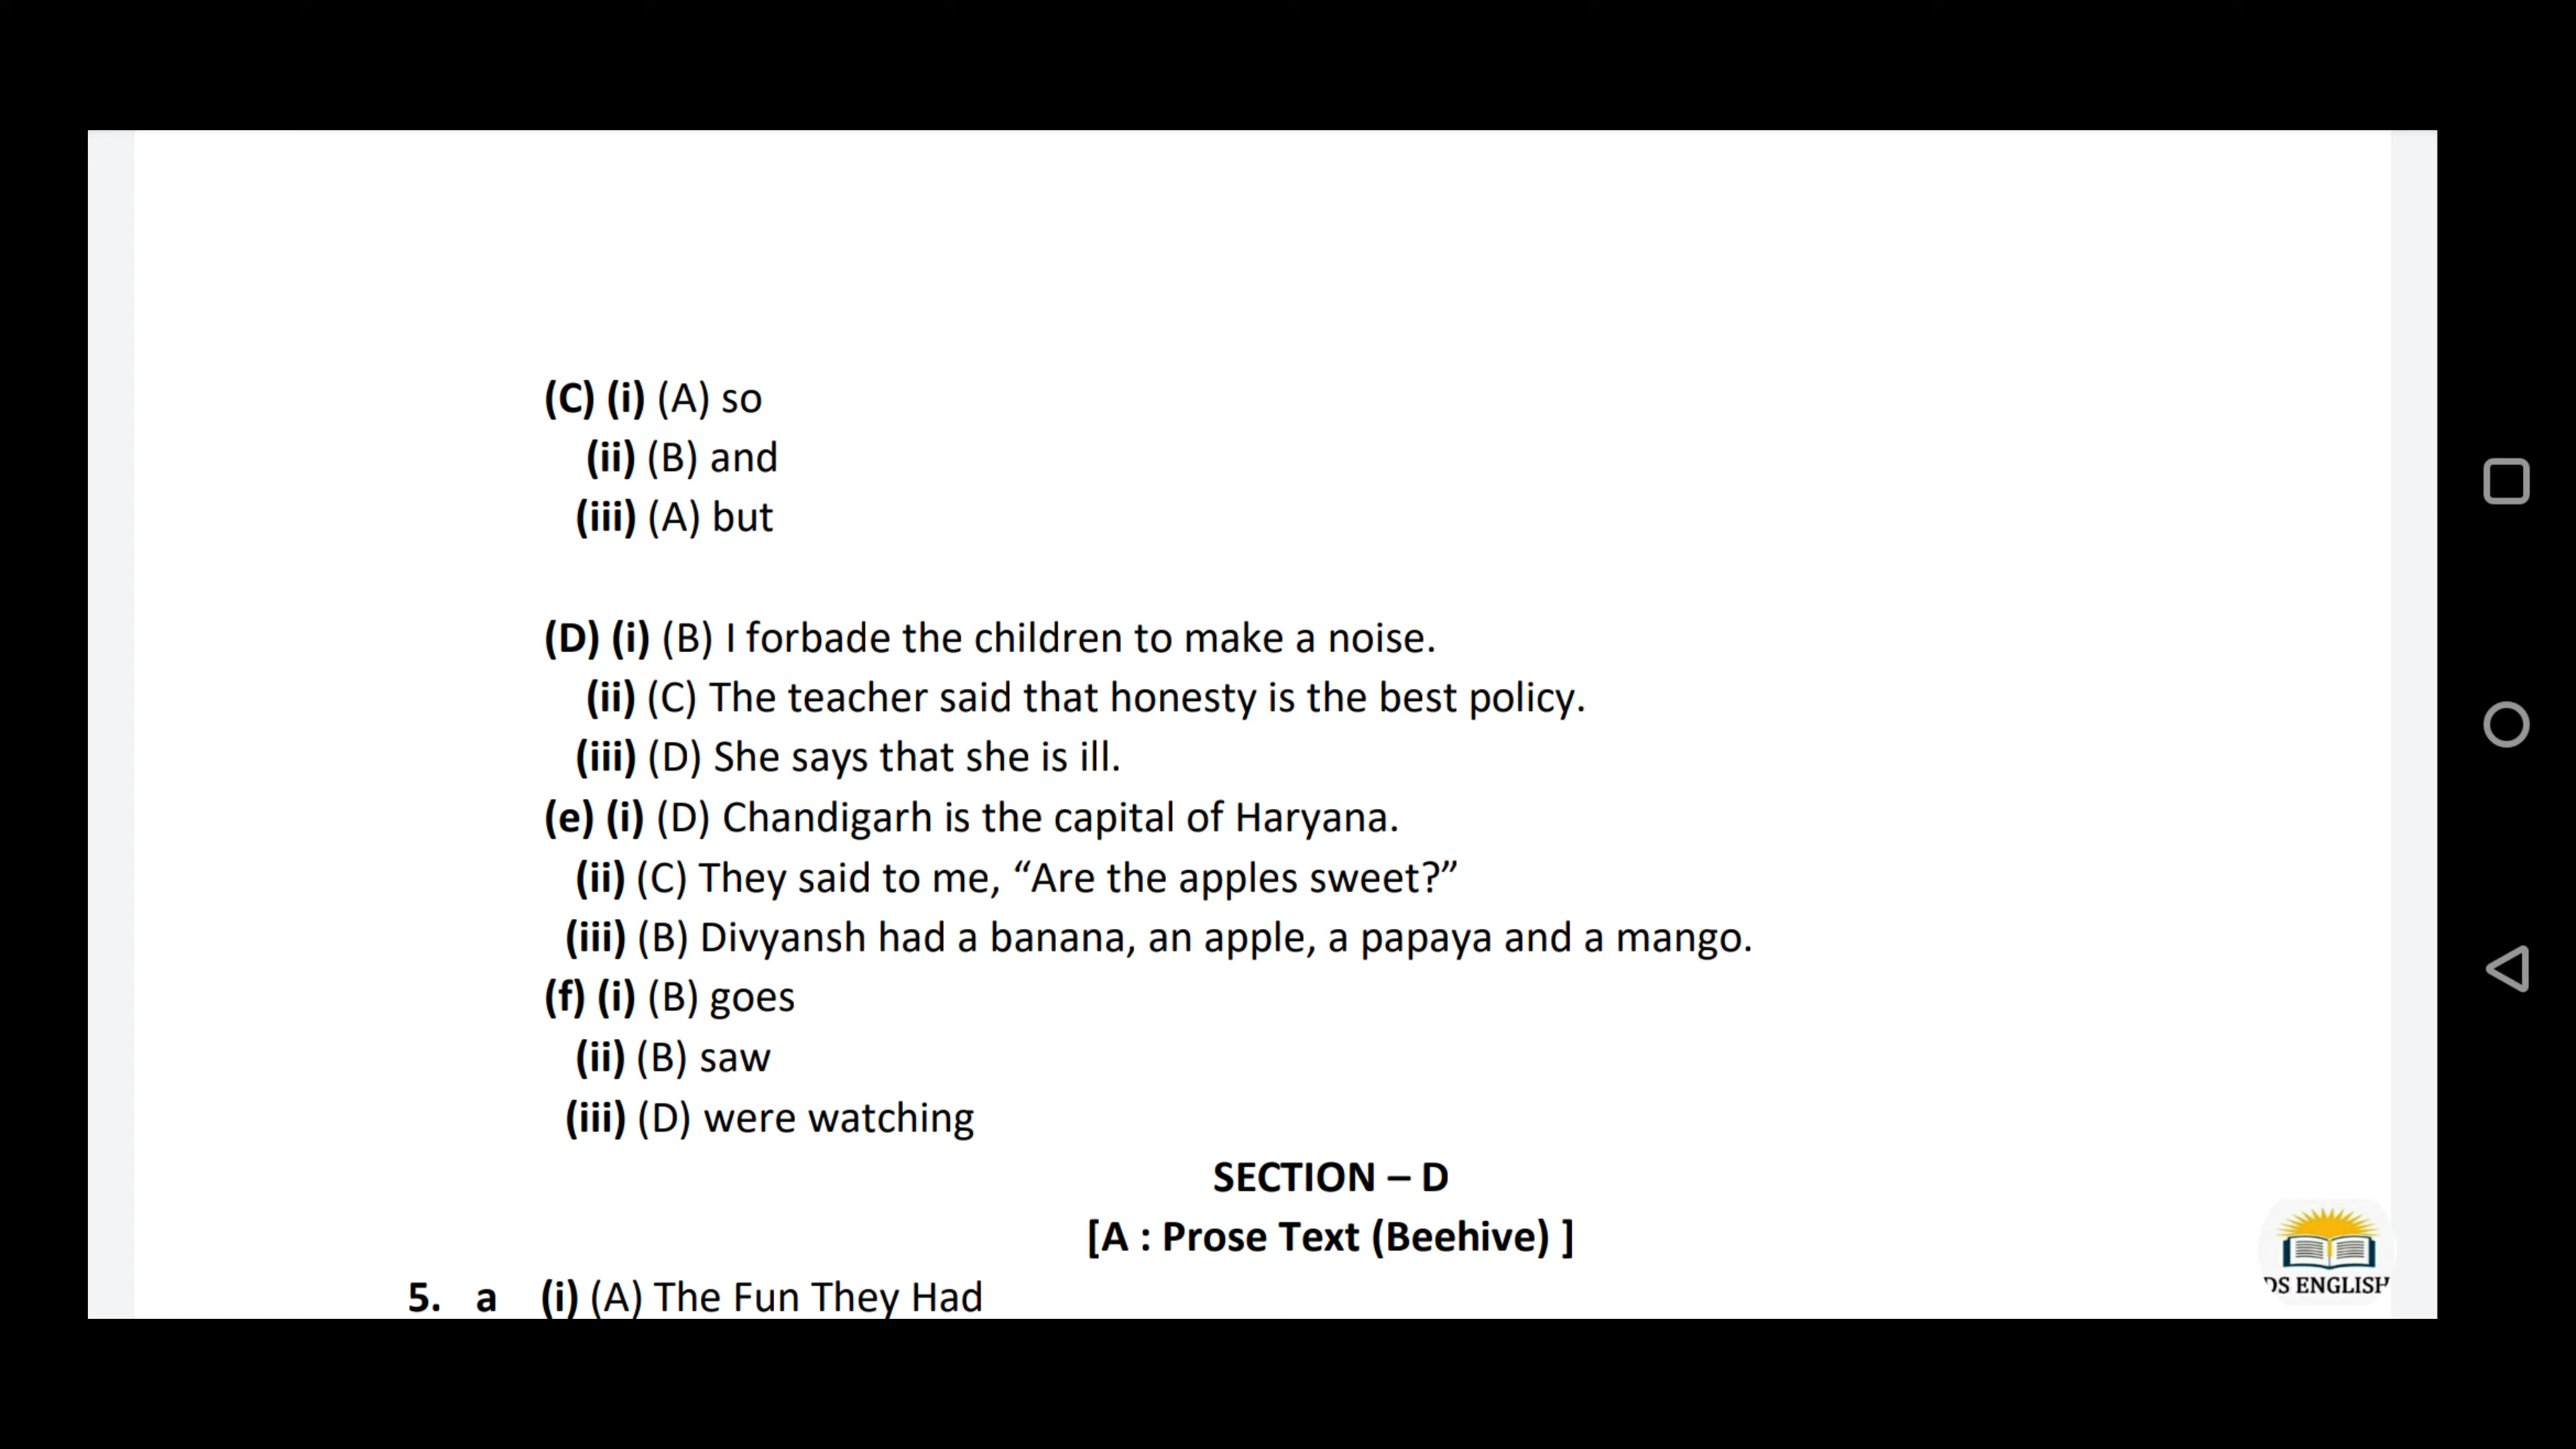 (C) (i) (A) so
(ii) (B) and
(iii) (A) but
(D) (i) (B) I forbade the children to make a noise.
(ii) (C) The teacher said that honesty is the best policy.
(iii) (D) She says that she is ill.
(e) (i) (D) Chandigarh is the capital of Haryana.
(ii) (C) They said to me, “Are the apples sweet?”
(iii) (B) Divyansh had a banana, an apple, a papaya and a mango.
(f) (i) (B) goes
(ii) (B) saw
(iii) (D) were watching
SECTION – D
[A : Prose Text (Beehive) ]
5. a (i) (A) The Fun They Had
DS ENGLISH